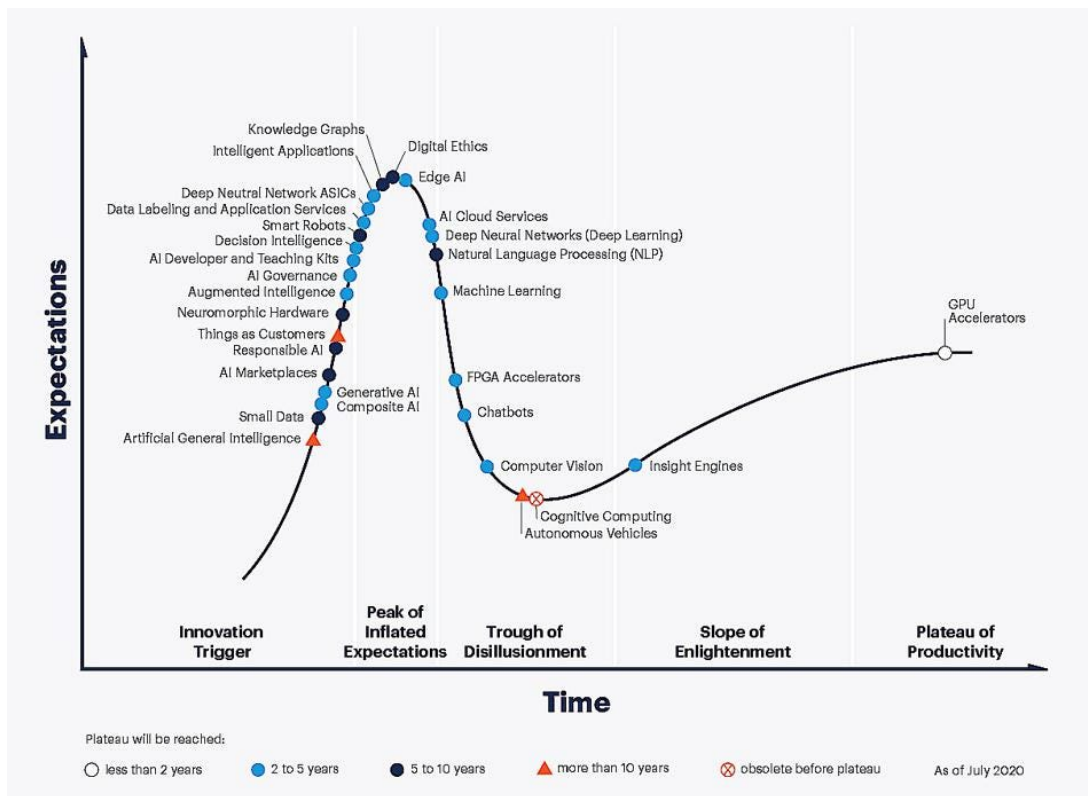 Knowledge Graphs
Digital Ethics
Intelligent Applications
Edge AI
Deep Neutral Network ASICs
Data Labeling and Application Services
AI Cloud Services
Smart Robots
Deep Neural Networks (Deep Learning)
Decision Intelligence
Natural Language Processing (NLP)
AI Developer and Teaching Kits
AI Governance
Augmented Intelligence
Machine Learning
Neuromorphic Hardware
GPU
Accelerators
Things as Customers
Responsible AI
AI Marketplaces
FPGA Accelerators
Generative AI
Composite AI
Small Data
Chatbots
Artificial General Intelligence
Computer Vision
Insight Engines
Cognitive Computing
Autonomous Vehicles
Expectations
Innovation
Trigger
Peak of
Inflated
Expectations
Trough of
Disillusionment
Slope of
Enlightenment
Plateau of
Productivity
Time
Plateau will be reached:
less than 2 years
2 to 5 years
5 to 10 years
more than 10 years
obsolete before plateau
As of July 2020